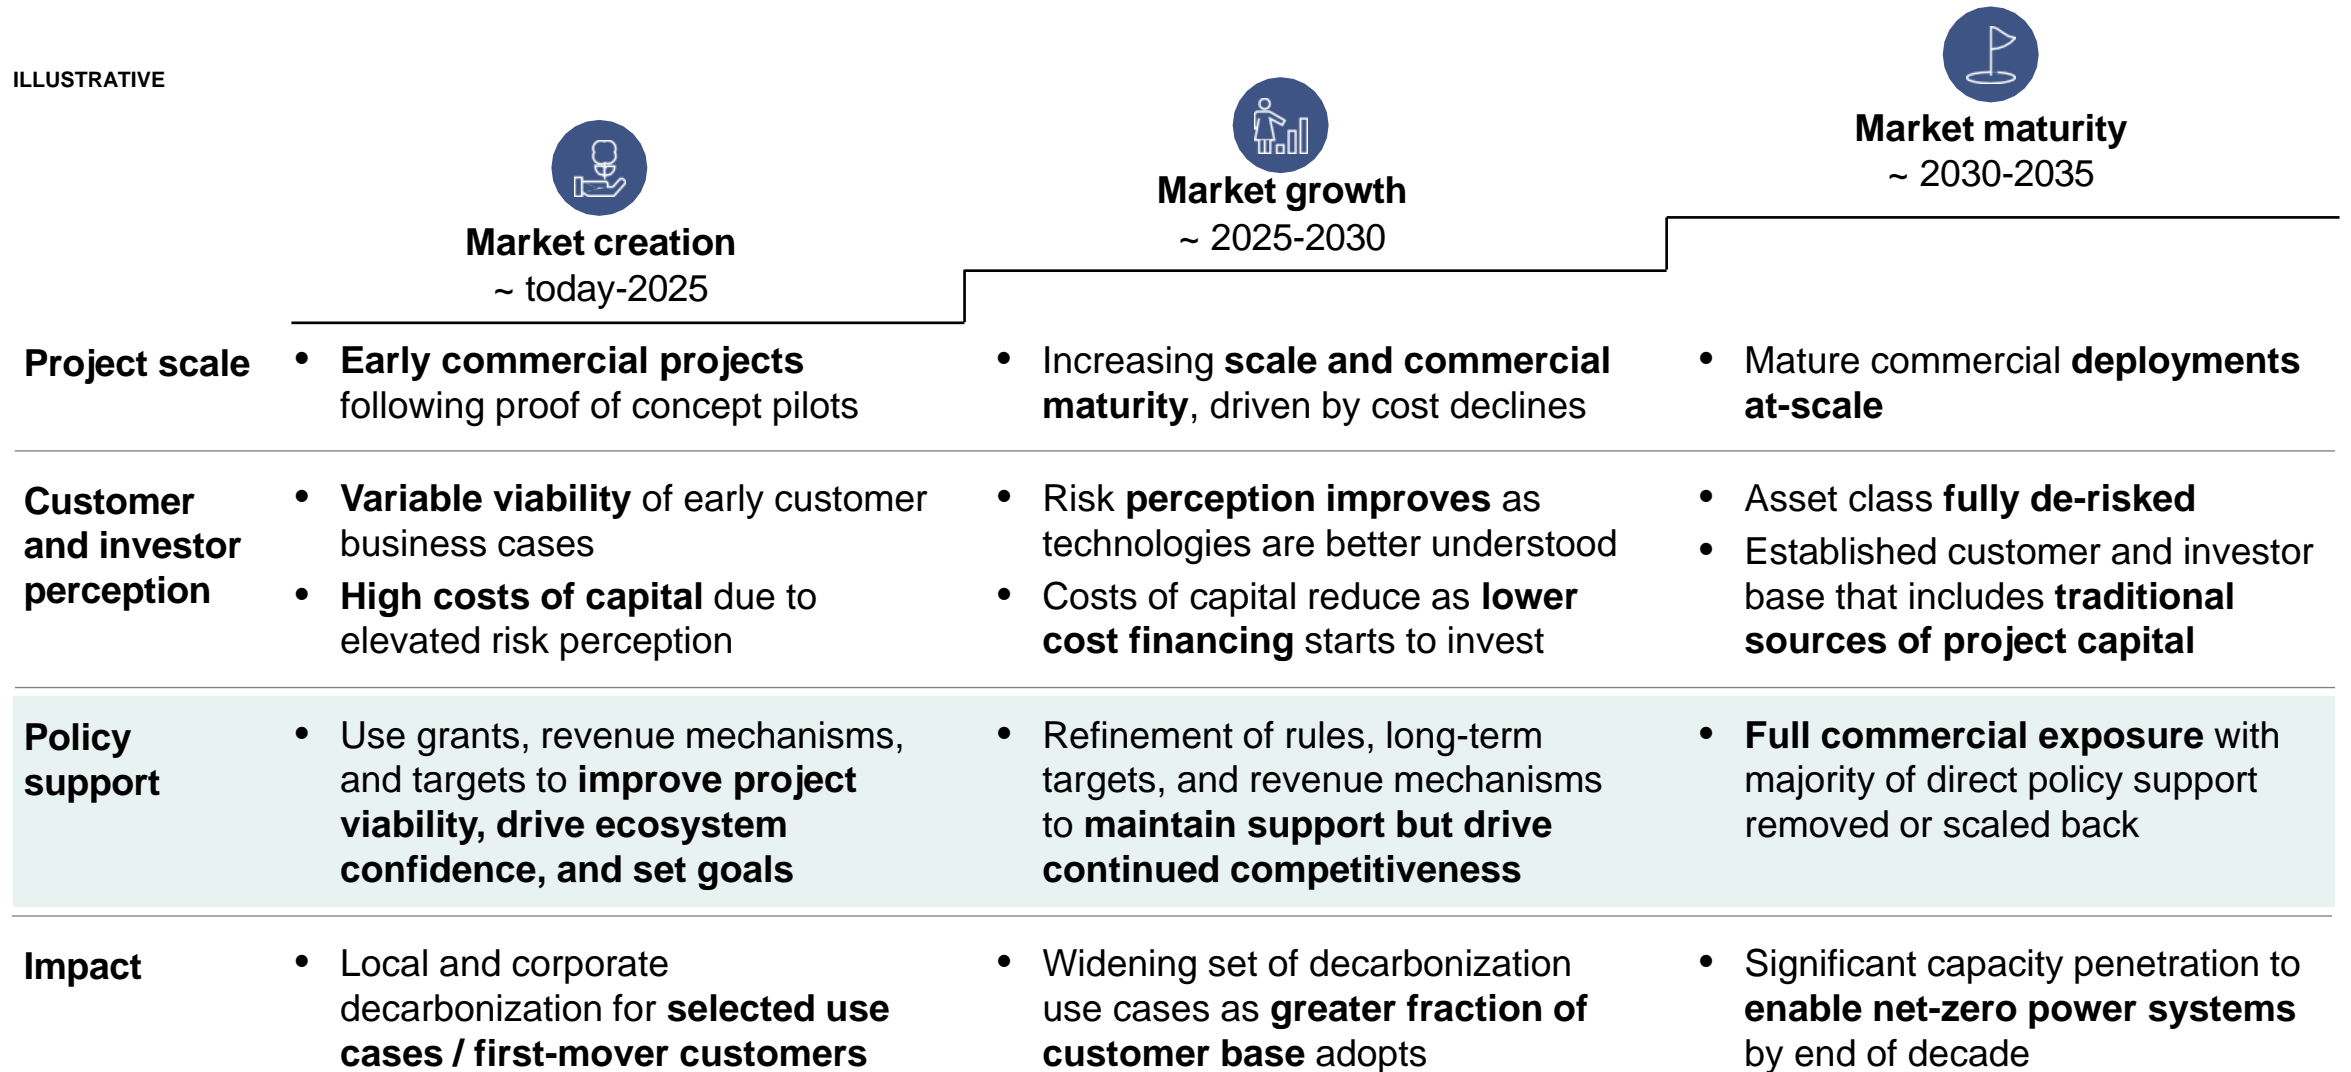 ILLUSTRATIVE
Market creation
~ today-2025
Market growth
~ 2025-2030
Market maturity
~ 2030-2035
Project scale
• Early commercial projects
following proof of concept pilots
• Increasing scale and commercial
maturity, driven by cost declines
• Mature commercial deployments
at-scale
Customer
and investor
perception
• Variable viability of early customer
business cases
• High costs of capital due to
elevated risk perception
• Risk perception improves as
technologies are better understood
• Costs of capital reduce as lower
cost financing starts to invest
• Asset class fully de-risked
• Established customer and investor
base that includes traditional
sources of project capital
Policy
support
• Use grants, revenue mechanisms,
and targets to improve project
viability, drive ecosystem
confidence, and set goals
• Refinement of rules, long-term
targets, and revenue mechanisms
to maintain support but drive
continued competitiveness
• Full commercial exposure with
majority of direct policy support
removed or scaled back
Impact
• Local and corporate
decarbonization for selected use
cases / first-mover customers
• Widening set of decarbonization
use cases as greater fraction of
customer base adopts
• Significant capacity penetration to
enable net-zero power systems
by end of decade